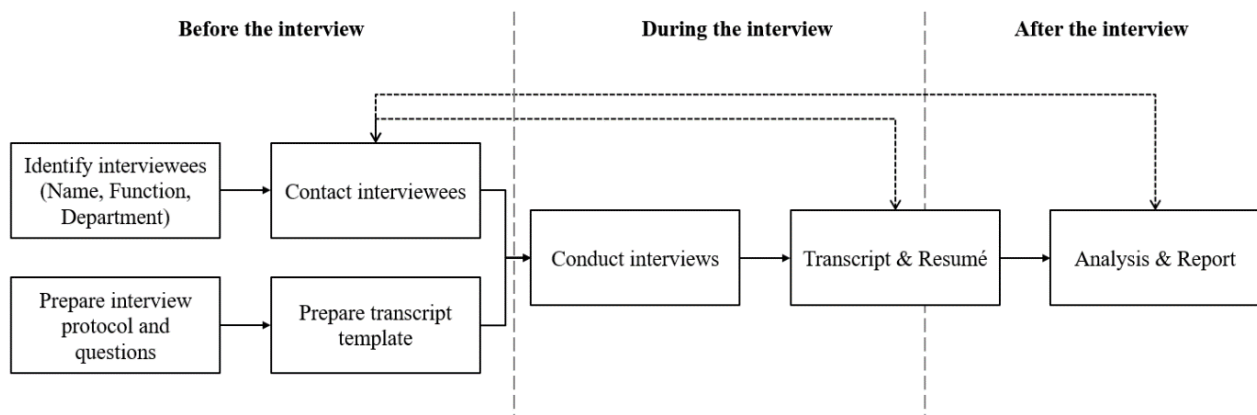 Before the interview
During the interview
After the interview
Identify interviewees
(Name, Function,
Department)
Contact interviewees
Conduct interviews
Transcript & Resumé
Analysis & Report
Prepare interview
protocol and
questions
Prepare transcript
template